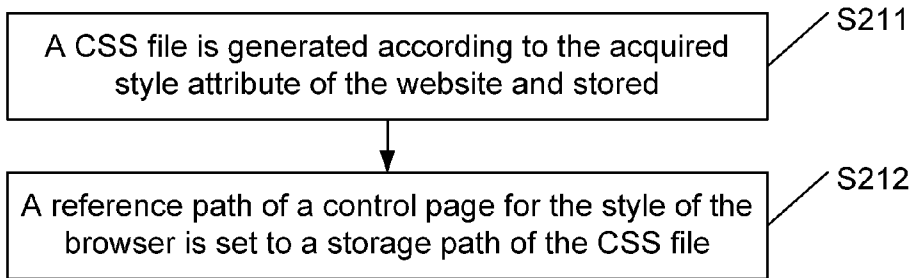 A CSS file is generated according to the acquired
style attribute of the website and stored
S211
A reference path of a control page for the style of the
browser is set to a storage path of the CSS file
S212